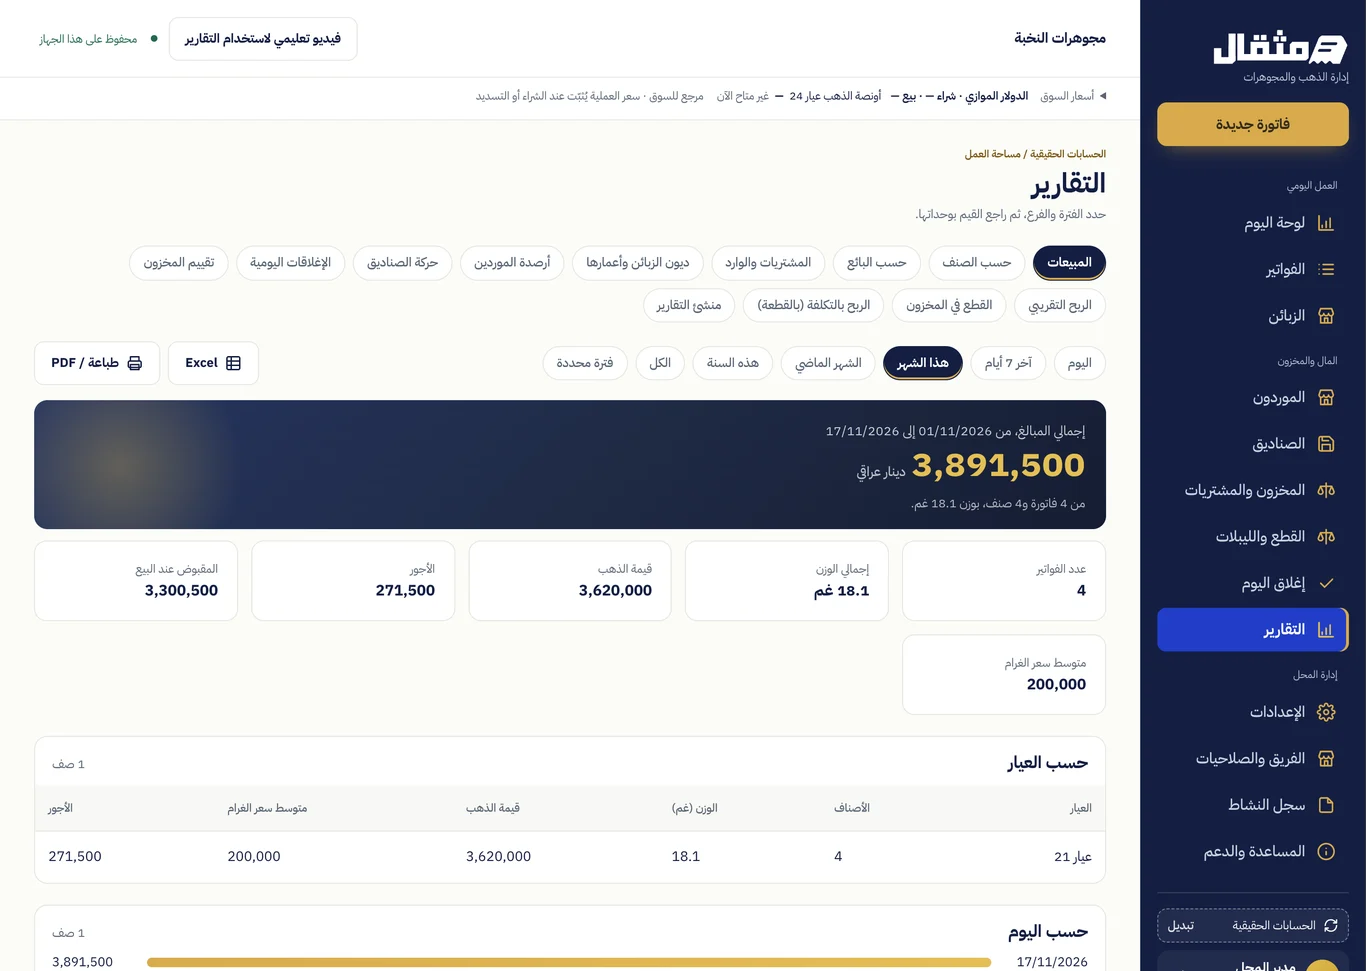 مثقال
إدارة الذهب والمجوهرات
فاتورة جديدة
العمل اليومي
لوحة اليوم
الفواتير
الزبائن
المال والمخزون
الموردون
الصناديق
المخزون والمشتريات
القطع والليبلات
إغلاق اليوم
التقارير
إدارة المحل
الإعدادات
الفريق والصلاحيات
سجل النشاط
المساعدة والدعم
الحسابات الحقيقية تبديل
مدير المحل
مجوهرات النخبة
فيديو تعليمي لاستخدام التقارير
محفوظ على هذا الجهاز
أسعار السوق الدولار الموازي · شراء — · بيع — أونصة الذهب عيار 24 — غير متاح الآن مرجع للسوق · سعر العملية يُثبّت عند الشراء أو التسديد
الحسابات الحقيقية / مساحة العمل
التقارير
حدد الفترة والفرع، ثم راجع القيم بوحداتها.
المبيعات حسب الصنف حسب البائع المشتريات والوارد ديون الزبائن وأعمارها أرصدة الموردين حركة الصناديق الإغلاقات اليومية تقييم المخزون
الربح التقريبي القطع في المخزون الربح بالتكلفة (بالقطعة) منشئ التقارير
اليوم آخر 7 أيام هذا الشهر الشهر الماضي هذه السنة الكل فترة محددة Excel طباعة / PDF
إجمالي المبالغ، من 01/11/2026 إلى 17/11/2026
3,891,500 دينار عراقي
من 4 فاتورة و4 صنف، بوزن 18.1 غم.
عدد الفواتير
4
إجمالي الوزن
18.1 غم
قيمة الذهب
3,620,000
الأجور
271,500
المقبوض عند البيع
3,300,500
متوسط سعر الغرام
200,000
حسب العيار 1 صف
العيار الأصناف الوزن (غم) قيمة الذهب متوسط سعر الغرام الأجور
عيار 21 4 18.1 3,620,000 200,000 271,500
حسب اليوم 1 صف
17/11/2026 3,891,500